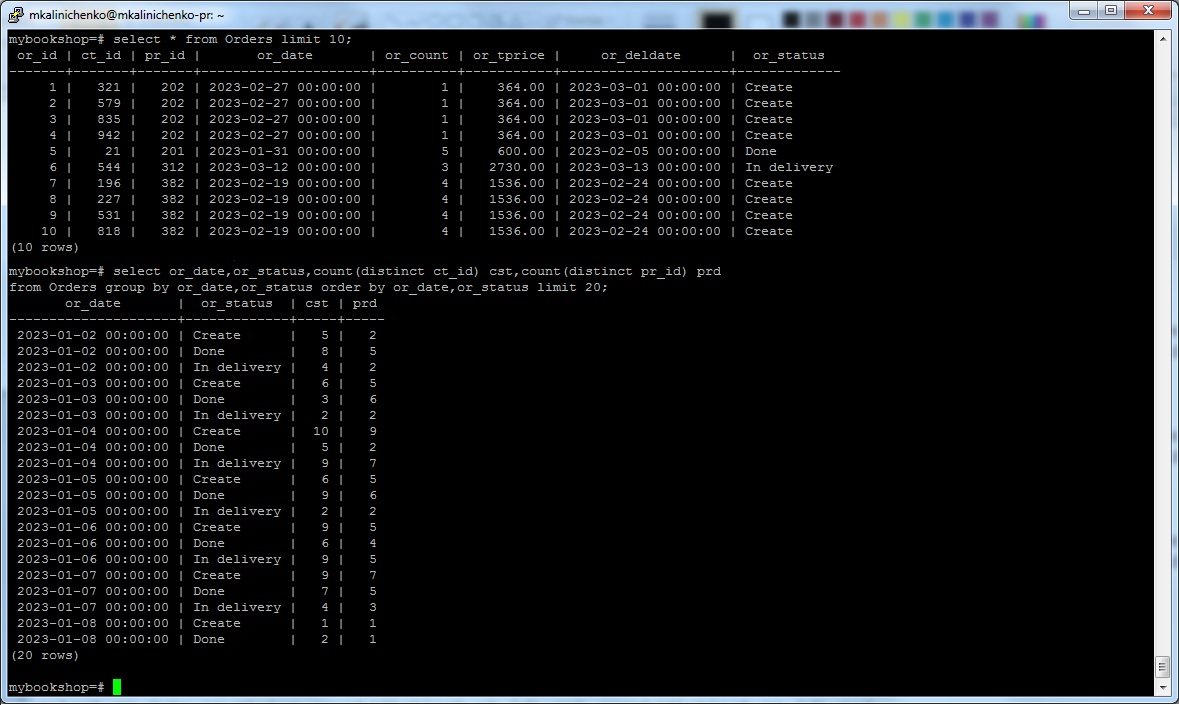 mkalinichenko@mkalinichenko-pr: ~
mybookshop=# select * from Orders limit 10;
 or_id | ct_id | pr_id |       or_date       | or_count | or_tprice |     or_deldate      |  or_status
-------+-------+-------+---------------------+----------+-----------+---------------------+-------------
     1 |   321 |   202 | 2023-02-27 00:00:00 |        1 |    364.00 | 2023-03-01 00:00:00 | Create
     2 |   579 |   202 | 2023-02-27 00:00:00 |        1 |    364.00 | 2023-03-01 00:00:00 | Create
     3 |   835 |   202 | 2023-02-27 00:00:00 |        1 |    364.00 | 2023-03-01 00:00:00 | Create
     4 |   942 |   202 | 2023-02-27 00:00:00 |        1 |    364.00 | 2023-03-01 00:00:00 | Create
     5 |    21 |   201 | 2023-01-31 00:00:00 |        5 |    600.00 | 2023-02-05 00:00:00 | Done
     6 |   544 |   312 | 2023-03-12 00:00:00 |        3 |   2730.00 | 2023-03-13 00:00:00 | In delivery
     7 |   196 |   382 | 2023-02-19 00:00:00 |        4 |   1536.00 | 2023-02-24 00:00:00 | Create
     8 |   227 |   382 | 2023-02-19 00:00:00 |        4 |   1536.00 | 2023-02-24 00:00:00 | Create
     9 |   531 |   382 | 2023-02-19 00:00:00 |        4 |   1536.00 | 2023-02-24 00:00:00 | Create
    10 |   818 |   382 | 2023-02-19 00:00:00 |        4 |   1536.00 | 2023-02-24 00:00:00 | Create
(10 rows)
mybookshop=# select or_date,or_status,count(distinct ct_id) cst,count(distinct pr_id) prd
from Orders group by or_date,or_status order by or_date,or_status limit 20;
       or_date       |  or_status  | cst | prd
---------------------+-------------+-----+-----
 2023-01-02 00:00:00 | Create      |   5 |   2
 2023-01-02 00:00:00 | Done        |   8 |   5
 2023-01-02 00:00:00 | In delivery |   4 |   2
 2023-01-03 00:00:00 | Create      |   6 |   5
 2023-01-03 00:00:00 | Done        |   3 |   6
 2023-01-03 00:00:00 | In delivery |   2 |   2
 2023-01-04 00:00:00 | Create      |  10 |   9
 2023-01-04 00:00:00 | Done        |   5 |   2
 2023-01-04 00:00:00 | In delivery |   9 |   7
 2023-01-05 00:00:00 | Create      |   6 |   5
 2023-01-05 00:00:00 | Done        |   9 |   6
 2023-01-05 00:00:00 | In delivery |   2 |   2
 2023-01-06 00:00:00 | Create      |   9 |   5
 2023-01-06 00:00:00 | Done        |   6 |   4
 2023-01-06 00:00:00 | In delivery |   9 |   5
 2023-01-07 00:00:00 | Create      |   9 |   7
 2023-01-07 00:00:00 | Done        |   7 |   5
 2023-01-07 00:00:00 | In delivery |   4 |   3
 2023-01-08 00:00:00 | Create      |   1 |   1
 2023-01-08 00:00:00 | Done        |   2 |   1
(20 rows)
mybookshop=#